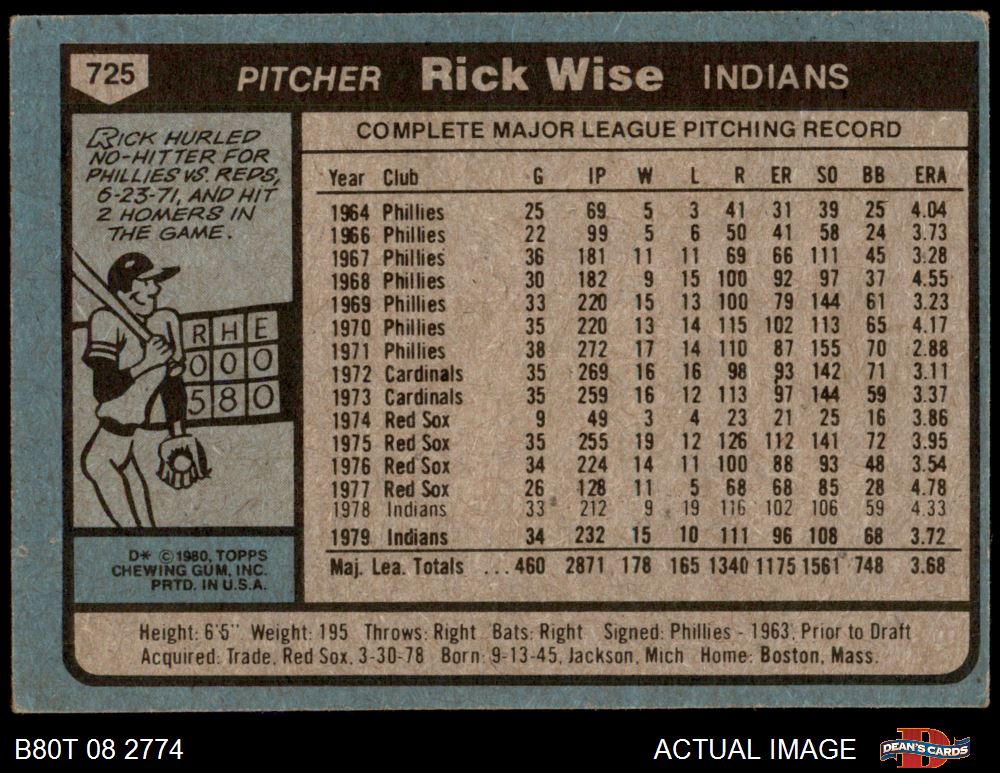 725 PITCHER Rick Wise INDIANS
RICK HURLED
NO-HITTER FOR
PHILLIES VS. REDS,
6-23-71, AND HIT
2 HOMERS IN
THE GAME.
R H E
0 0 0
5 8 0
D* © 1980, TOPPS
CHEWING GUM, INC.
PRTD. IN U.S.A.
COMPLETE MAJOR LEAGUE PITCHING RECORD
Year Club G IP W L R ER SO BB ERA
1964 Phillies 25 69 5 3 41 31 39 25 4.04
1966 Phillies 22 99 5 6 50 41 58 24 3.73
1967 Phillies 36 181 11 11 69 66 111 45 3.28
1968 Phillies 30 182 9 15 100 92 97 37 4.55
1969 Phillies 33 220 15 13 100 79 144 61 3.23
1970 Phillies 35 220 13 14 115 102 113 65 4.17
1971 Phillies 38 272 17 14 110 87 155 70 2.88
1972 Cardinals 35 269 16 16 98 93 142 71 3.11
1973 Cardinals 35 259 16 12 113 97 144 59 3.37
1974 Red Sox 9 49 3 4 23 21 25 16 3.86
1975 Red Sox 35 255 19 12 126 112 141 72 3.95
1976 Red Sox 34 224 14 11 100 88 93 48 3.54
1977 Red Sox 26 128 11 5 68 68 85 28 4.78
1978 Indians 33 212 9 19 116 102 106 59 4.33
1979 Indians 34 232 15 10 111 96 108 68 3.72
Maj. Lea. Totals ...460 2871 178 165 1340 1175 1561 748 3.68
Height: 6'5" Weight: 195 Throws: Right Bats: Right Signed: Phillies - 1963, Prior to Draft
Acquired: Trade, Red Sox, 3-30-78 Born: 9-13-45, Jackson, Mich Home: Boston, Mass.
B80T 08 2774 ACTUAL IMAGE DEAN'S CARDS